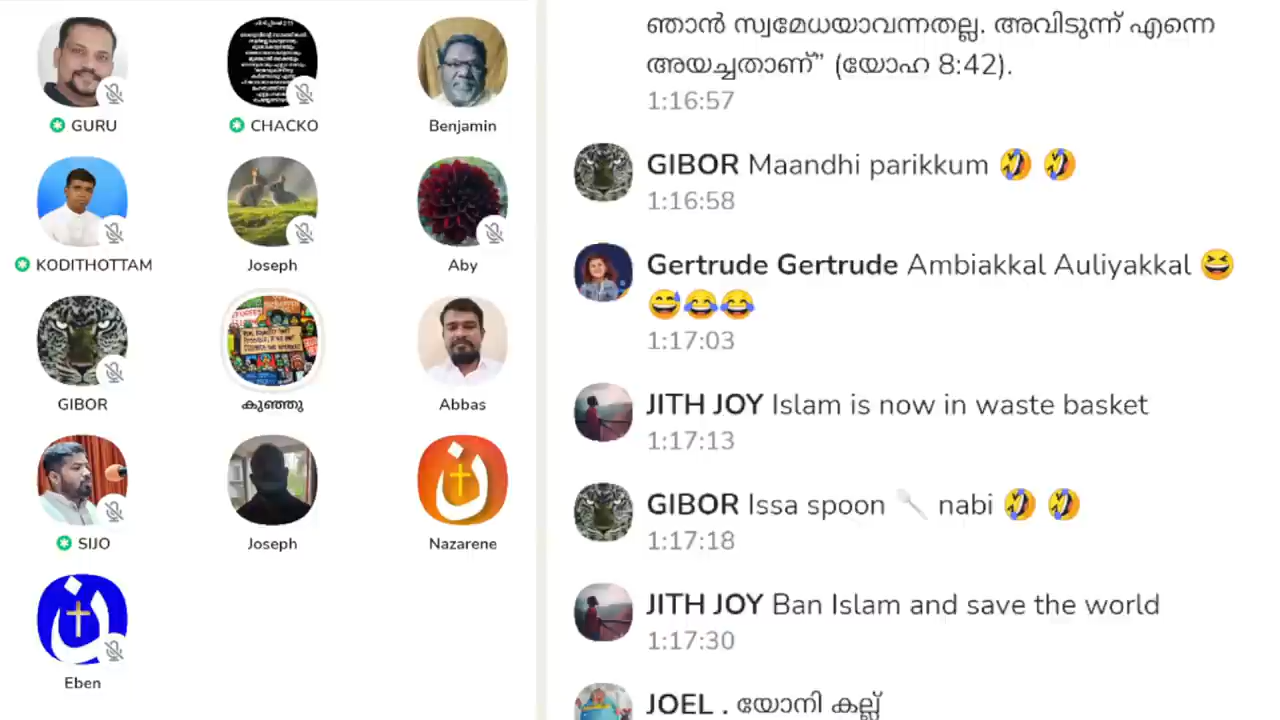 GURU
CHACKO
Benjamin
KODITHOTTAM
Joseph
Aby
GIBOR
കുഞ്ഞു
Abbas
SIJO
Joseph
Nazarene
Eben
ഞാൻ സ്വമേധയാവന്നതല്ല. അവിടുന്ന് എന്നെ
അയച്ചതാണ്” (യോഹ 8:42).
1:16:57
GIBOR Maandhi parikkum 🤣 🤣
1:16:58
Gertrude Gertrude Ambiakkal Auliyakkal 😆
😅😂😂
1:17:03
JITH JOY Islam is now in waste basket
1:17:13
GIBOR Issa spoon 🥄 nabi 🤣 🤣
1:17:18
JITH JOY Ban Islam and save the world
1:17:30
JOEL . യോനി കല്ല്